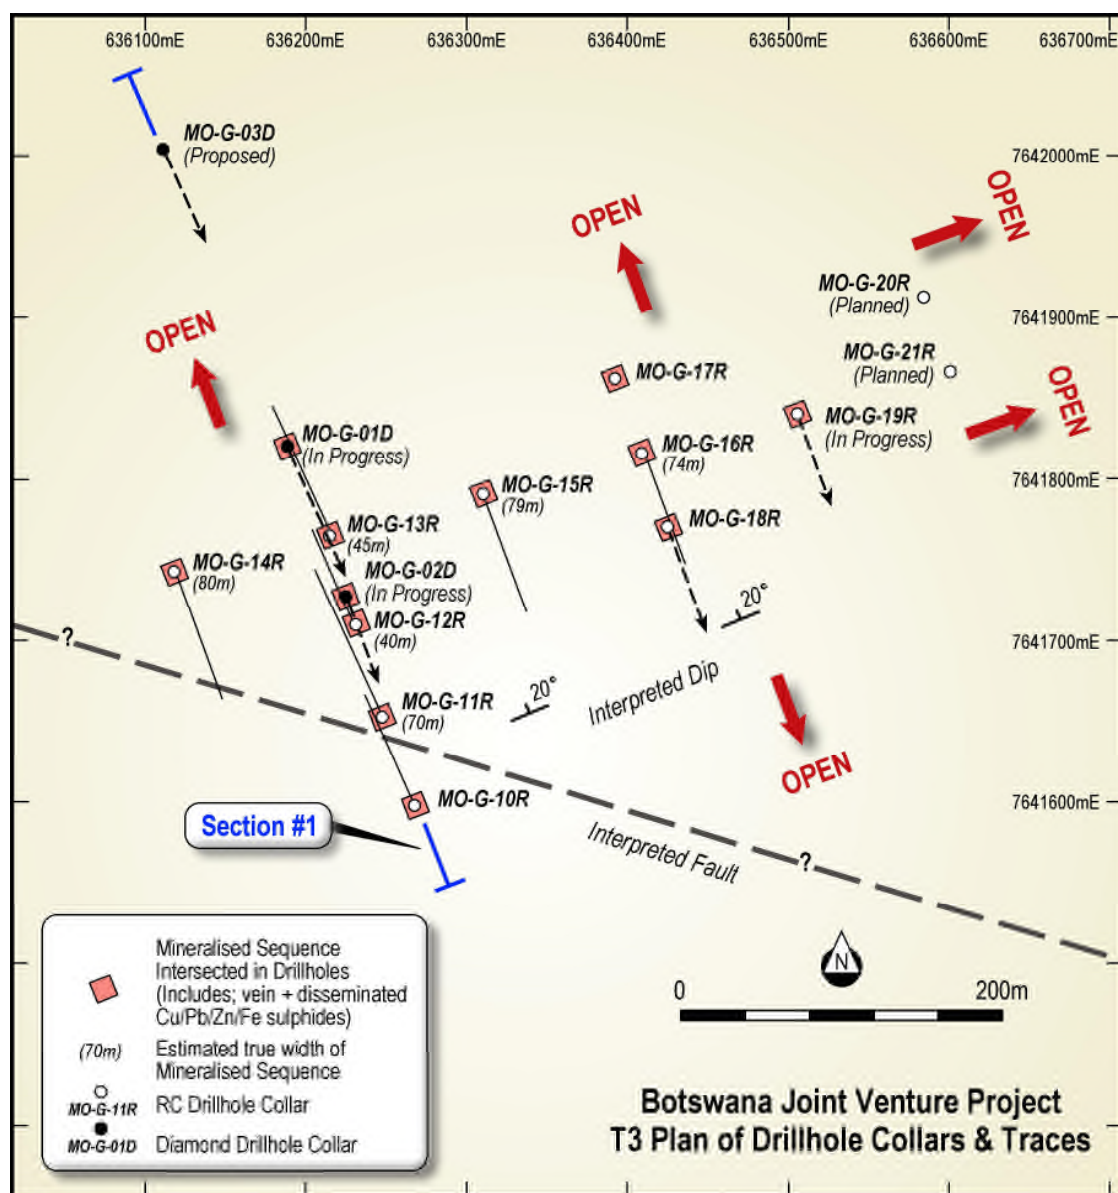 636100mE 636200mE 636300mE 636400mE 636500mE 636600mE 636700mE
MO-G-03D
(Proposed)
7642000mE
OPEN
OPEN
MO-G-20R
(Planned)
7641900mE
OPEN
MO-G-21R
(Planned)
MO-G-17R
OPEN
MO-G-19R
(In Progress)
MO-G-01D
(In Progress)
MO-G-16R
(74m)
7641800mE
MO-G-15R
(79m)
MO-G-13R
(45m)
MO-G-18R
MO-G-14R
(80m)
MO-G-02D
(In Progress)
MO-G-12R
(40m)
20°
?
7641700mE
Interpreted Dip
20°
MO-G-11R
(70m)
OPEN
MO-G-10R
7641600mE
Section #1
Interpreted Fault
?
Mineralised Sequence
Intersected in Drillholes
(Includes; vein + disseminated
Cu/Pb/Zn/Fe sulphides)
(70m) Estimated true width of
Mineralised Sequence
MO-G-11R RC Drillhole Collar
MO-G-01D Diamond Drillhole Collar
N
0 200m
Botswana Joint Venture Project
T3 Plan of Drillhole Collars & Traces